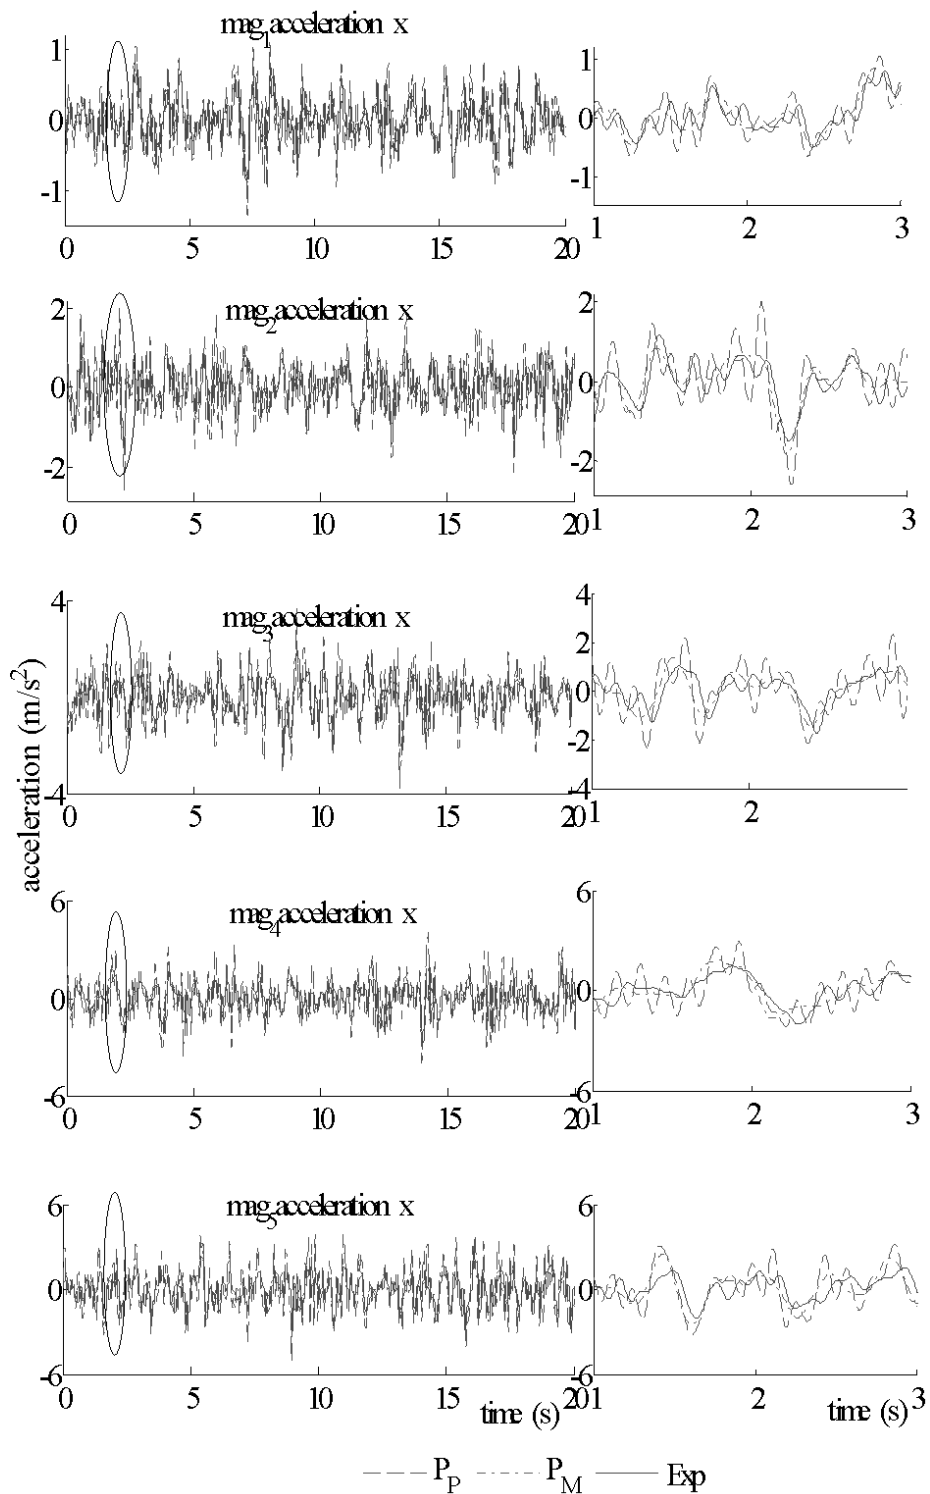 mag₁acceleration x
1
0
-1
0 5 10 15 20
1
0
-1
1 2 3
mag₂acceleration x
2
0
-2
0 5 10 15 20
2
0
-2
1 2 3
acceleration (m/s²)
mag₃acceleration x
4
-4
0 5 10 15 20
4
2
0
-2
-4
1 2 3
mag₄acceleration x
6
0
-6
0 5 10 15 20
6
0
-6
1 2 3
mag₅acceleration x
6
0
-6
0 5 10 15 20
time (s)
6
0
-6
1 2 3
time (s)
P_P P_M Exp